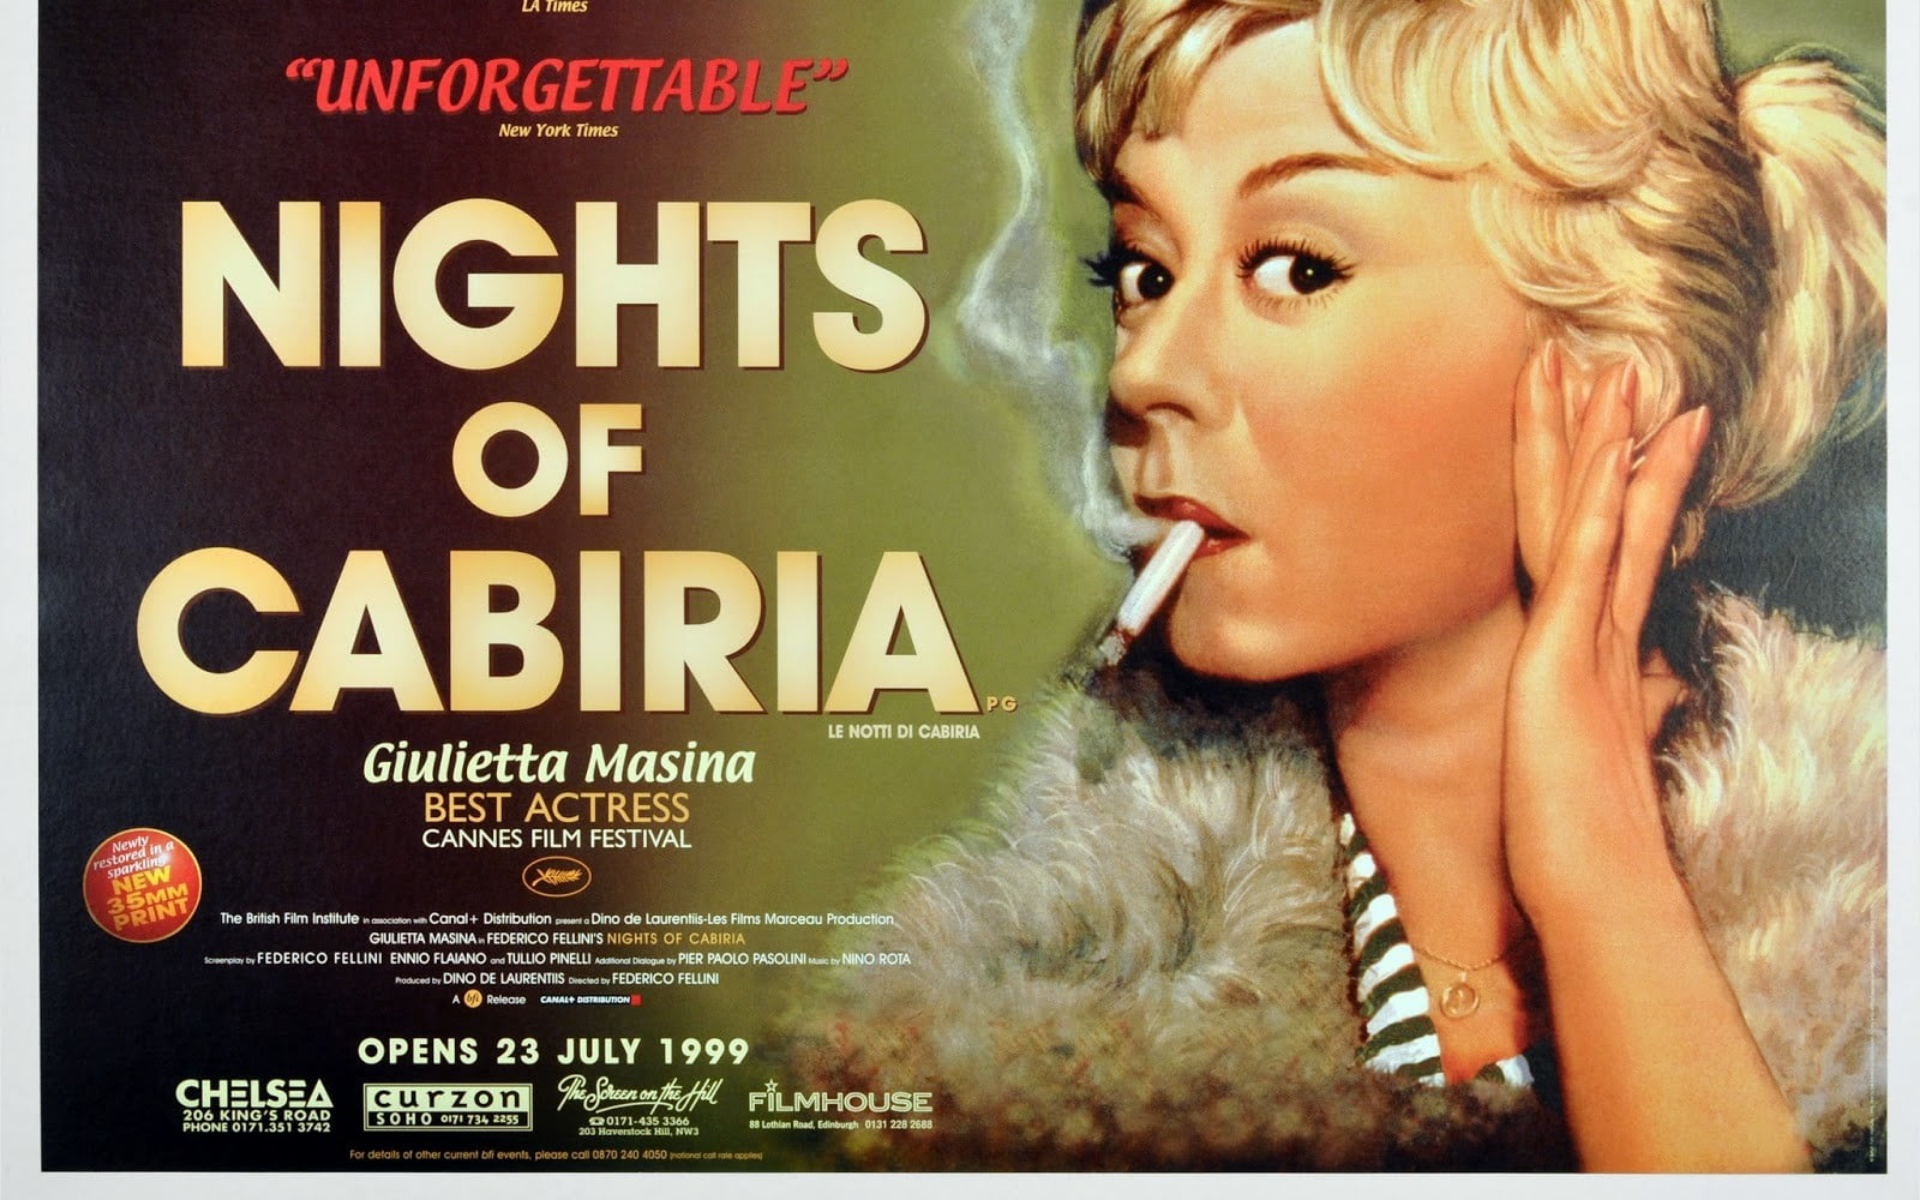 LA Times
“UNFORGETTABLE”
New York Times
NIGHTS
OF
CABIRIA
PG
LE NOTTI DI CABIRIA
Giulietta Masina
BEST ACTRESS
CANNES FILM FESTIVAL
Newly
restored in a
sparkling
NEW
35MM
PRINT
The British Film Institute in association with Canal+ Distribution present a Dino de Laurentiis-Les Films Marceau Production
GIULIETTA MASINA in FEDERICO FELLINI'S NIGHTS OF CABIRIA
Screenplay by FEDERICO FELLINI ENNIO FLAIANO and TULLIO PINELLI Additional Dialogue by PIER PAOLO PASOLINI Music by NINO ROTA
Produced by DINO DE LAURENTIIS Directed by FEDERICO FELLINI
A bfi Release CANAL+ DISTRIBUTION
OPENS 23 JULY 1999
CHELSEA
206 KING'S ROAD
PHONE 0171.351 3742
curzon
SOHO 0171 734 2255
The Screen on the Hill
☎0171-435 3366
203 Haverstock Hill, NW3
FILMHOUSE
88 Lothian Road, Edinburgh 0131 228 2688
For details of other current bfi events, please call 0870 240 4050 (national call rate applies)